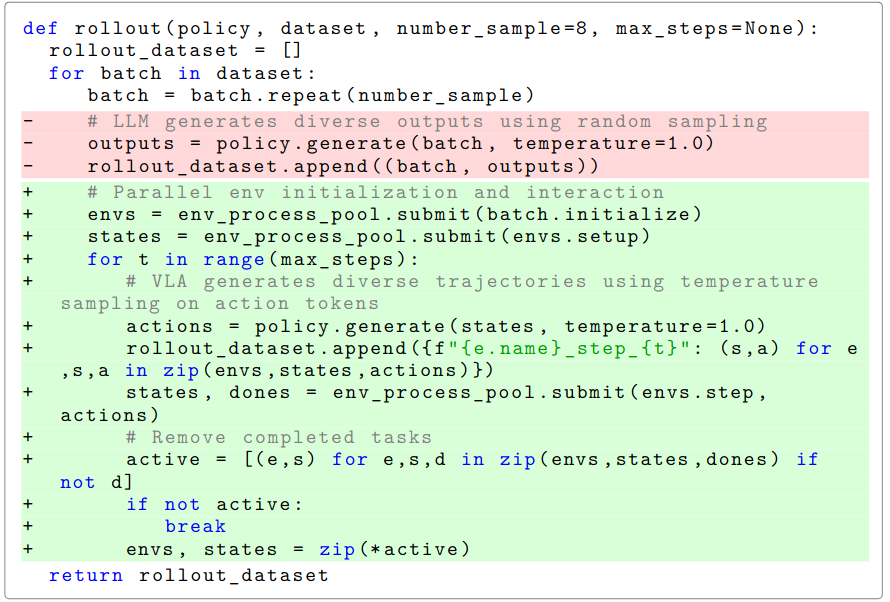 def rollout(policy, dataset, number_sample=8, max_steps=None):
  rollout_dataset = []
  for batch in dataset:
     batch = batch.repeat(number_sample)
-    # LLM generates diverse outputs using random sampling
-    outputs = policy.generate(batch, temperature=1.0)
-    rollout_dataset.append((batch, outputs))
+    # Parallel env initialization and interaction
+    envs = env_process_pool.submit(batch.initialize)
+    states = env_process_pool.submit(envs.setup)
+    for t in range(max_steps):
+       # VLA generates diverse trajectories using temperature
   sampling on action tokens
+       actions = policy.generate(states, temperature=1.0)
+       rollout_dataset.append({f"{e.name}_step_{t}": (s,a) for e
   ,s,a in zip(envs,states,actions)})
+       states, dones = env_process_pool.submit(envs.step,
   actions)
+       # Remove completed tasks
+       active = [(e,s) for e,s,d in zip(envs,states,dones) if
   not d]
+       if not active:
+          break
+       envs, states = zip(*active)
  return rollout_dataset